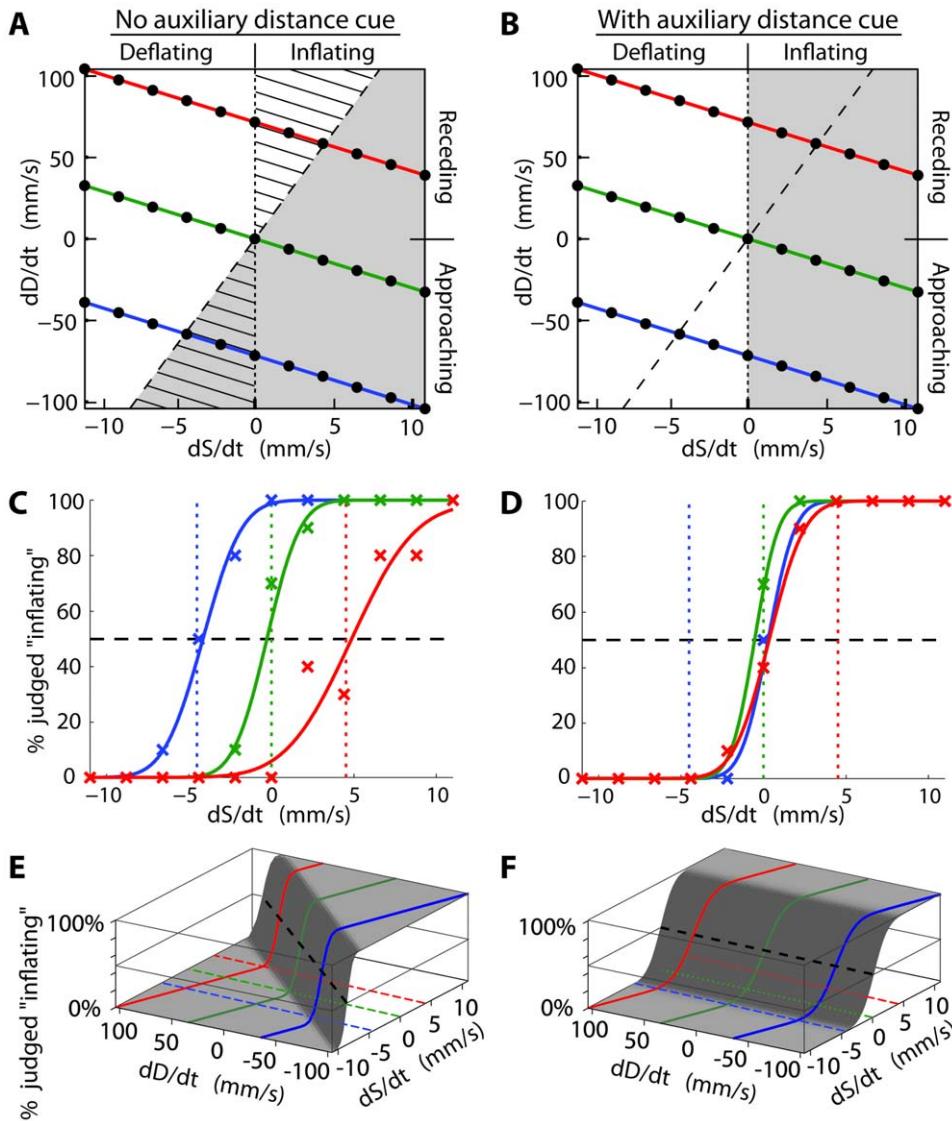 A No auxiliary distance cue
Deflating Inflating
100
50
0
−50
−100
dD/dt (mm/s)
Receding
Approaching
−10 −5 0 5 10
dS/dt (mm/s)
B With auxiliary distance cue
Deflating Inflating
100
50
0
−50
−100
dD/dt (mm/s)
Receding
Approaching
−10 −5 0 5 10
dS/dt (mm/s)
C
100
80
60
40
20
0
% judged "inflating"
−10 −5 0 5 10
dS/dt (mm/s)
D
100
80
60
40
20
0
−10 −5 0 5 10
dS/dt (mm/s)
E
% judged "inflating"
100%
0%
100 50 0 -50 -100
dD/dt (mm/s)
-10 -5 0 5 10
dS/dt (mm/s)
F
100%
0%
100 50 0 -50 -100
dD/dt (mm/s)
-10 -5 0 5 10
dS/dt (mm/s)